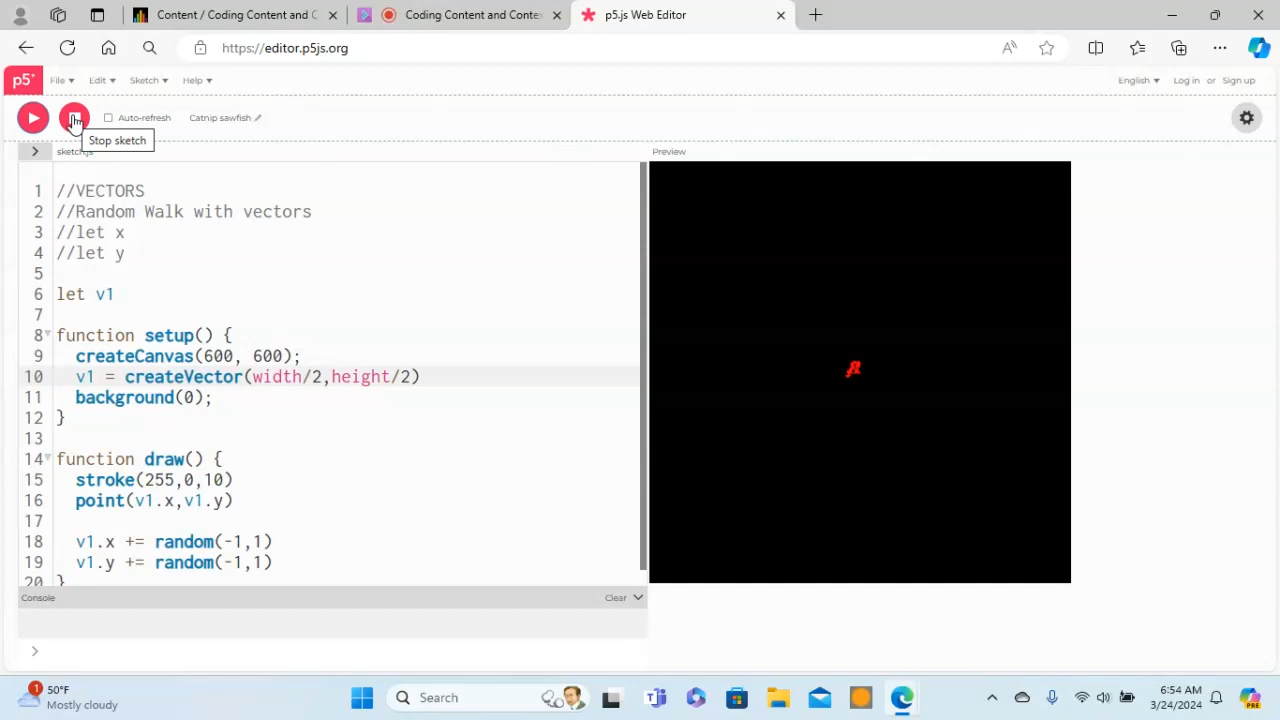 Content / Coding Content and C
Coding Content and Conte
p5.js Web Editor
https://editor.p5js.org
p5*
File
Edit
Sketch
Help
English
Log in or Sign up
Auto-refresh
Catnip sawfish
Stop sketch
sketch.js
Preview
1 //VECTORS
2 //Random Walk with vectors
3 //let x
4 //let y
5
6 let v1
7
8 function setup() {
9 createCanvas(600, 600);
10 v1 = createVector(width/2,height/2)
11 background(0);
12 }
13
14 function draw() {
15 stroke(255,0,10)
16 point(v1.x,v1.y)
17
18 v1.x += random(-1,1)
19 v1.y += random(-1,1)
20 }
Console
Clear
>
1
50°F
Mostly cloudy
Search
6:54 AM
3/24/2024
PRE